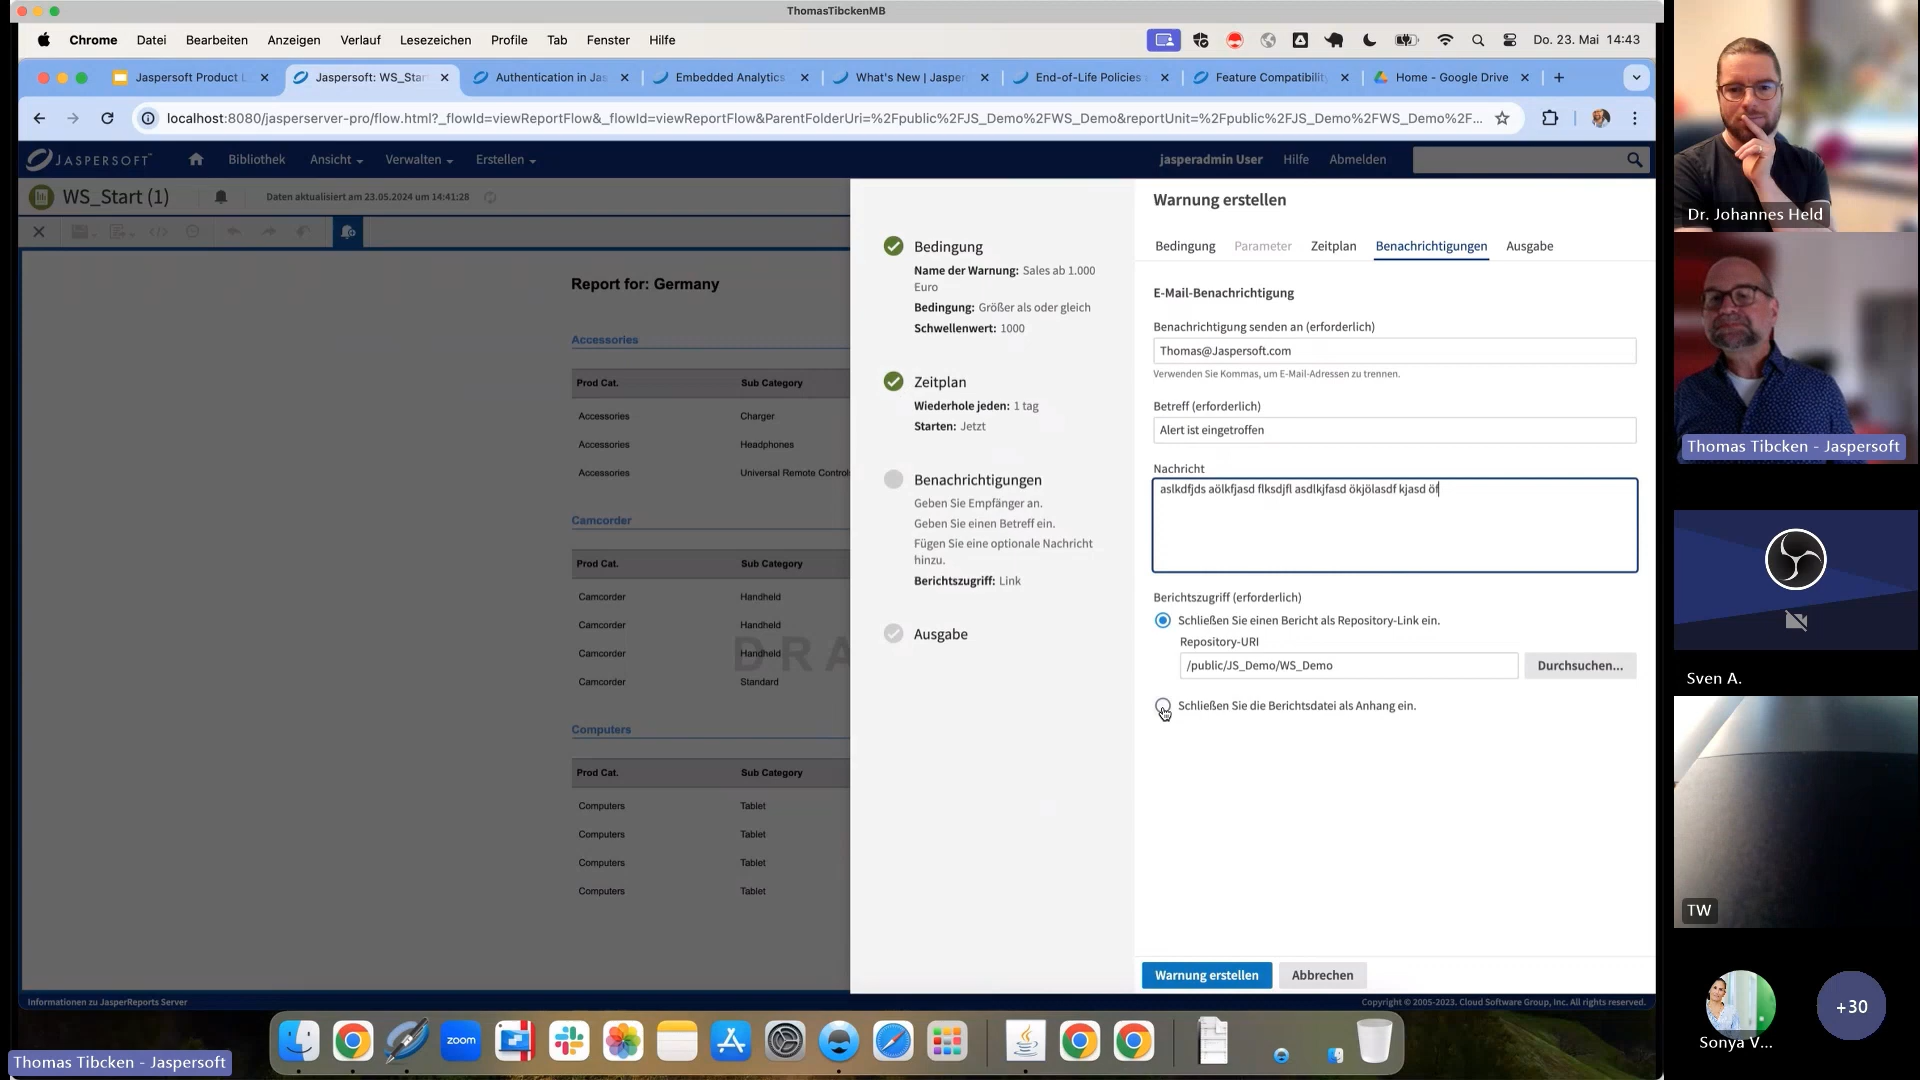 ThomasTibckenMB
Chrome Datei Bearbeiten Anzeigen Verlauf Lesezeichen Profile Tab Fenster Hilfe Do. 23. Mai 14:43
Jaspersoft Product Jaspersoft: WS_Star Authentication in Jas Embedded Analytics What's New | Jasper End-of-Life Policies Feature Compatibility Home - Google Drive
localhost:8080/jasperserver-pro/flow.html?_flowId=viewReportFlow&_flowId=viewReportFlow&ParentFolderUri=%2Fpublic%2FJS_Demo%2FWS_Demo&reportUnit=%2Fpublic%2FJS_Demo%2FWS_Demo%2F...
JASPERSOFT Bibliothek Ansicht Verwalten Erstellen jasperadmin User Hilfe Abmelden
WS_Start (1) Daten aktualisiert am 23.05.2024 um 14:41:28
Report for: Germany
Accessories
Prod Cat. Sub Category
Accessories Charger
Accessories Headphones
Accessories Universal Remote Control
Camcorder
Prod Cat. Sub Category
Camcorder Handheld
Camcorder Handheld
Camcorder Handheld
DRA
Camcorder Standard
Computers
Prod Cat. Sub Category
Computers Tablet
Computers Tablet
Computers Tablet
Computers Tablet
Bedingung
Name der Warnung: Sales ab 1.000
Euro
Bedingung: Größer als oder gleich
Schwellenwert: 1000
Zeitplan
Wiederhole jeden: 1 tag
Starten: Jetzt
Benachrichtigungen
Geben Sie Empfänger an.
Geben Sie einen Betreff ein.
Fügen Sie eine optionale Nachricht
hinzu.
Berichtszugriff: Link
Ausgabe
Warnung erstellen
Bedingung Parameter Zeitplan Benachrichtigungen Ausgabe
E-Mail-Benachrichtigung
Benachrichtigung senden an (erforderlich)
Thomas@Jaspersoft.com
Verwenden Sie Kommas, um E-Mail-Adressen zu trennen.
Betreff (erforderlich)
Alert ist eingetroffen
Nachricht
aslkdfjds aölkfjasd flksdjfl asdlkjfasd ökjölasdf kjasd öf
Berichtszugriff (erforderlich)
Schließen Sie einen Bericht als Repository-Link ein.
Repository-URI
/public/JS_Demo/WS_Demo Durchsuchen...
Schließen Sie die Berichtsdatei als Anhang ein.
Warnung erstellen Abbrechen
Informationen zu JasperReports Server Copyright © 2005-2023. Cloud Software Group, Inc. All rights reserved.
zoom
Thomas Tibcken - Jaspersoft
Dr. Johannes Held
Thomas Tibcken - Jaspersoft
Sven A.
TW
Sonya V...
+30